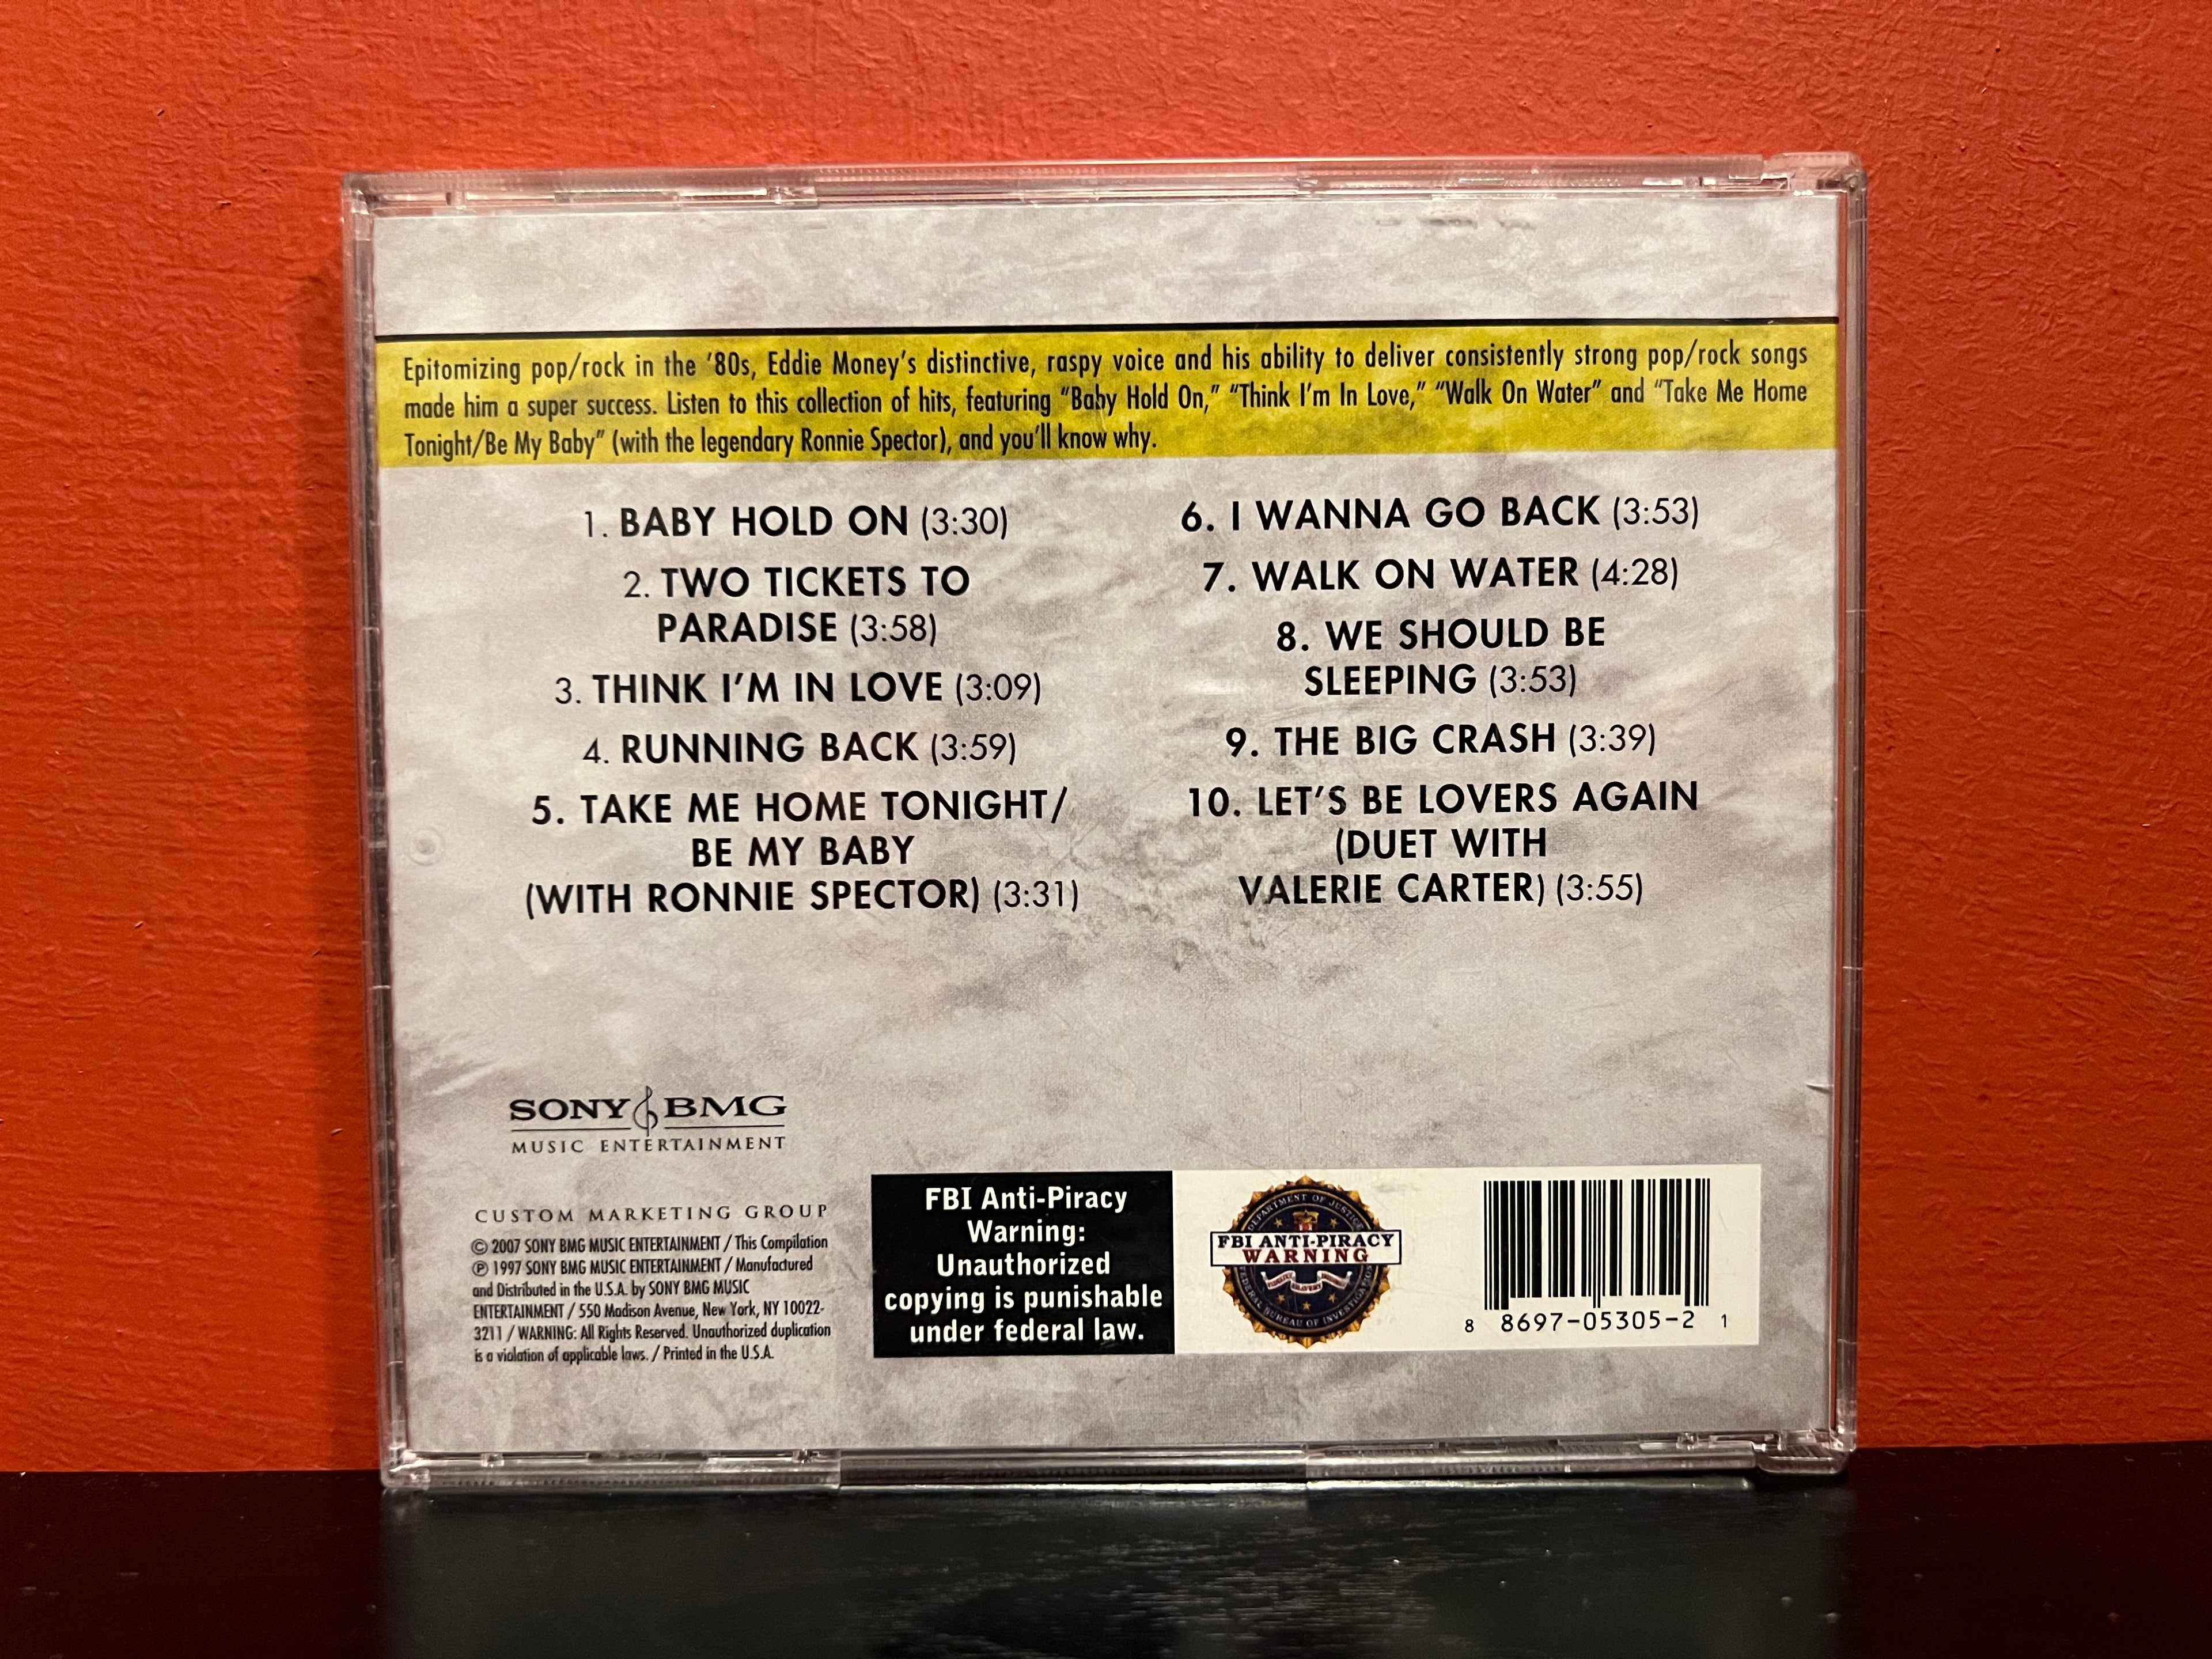 Epitomizing pop/rock in the '80s, Eddie Money's distinctive, raspy voice and his ability to deliver consistently strong pop/rock songs
made him a super success. Listen to this collection of hits, featuring "Baby Hold On," "Think I'm In Love," "Walk On Water" and "Take Me Home
Tonight/Be My Baby" (with the legendary Ronnie Spector), and you'll know why.
1. BABY HOLD ON (3:30)
2. TWO TICKETS TO
PARADISE (3:58)
3. THINK I'M IN LOVE (3:09)
4. RUNNING BACK (3:59)
5. TAKE ME HOME TONIGHT/
BE MY BABY
(WITH RONNIE SPECTOR) (3:31)
6. I WANNA GO BACK (3:53)
7. WALK ON WATER (4:28)
8. WE SHOULD BE
SLEEPING (3:53)
9. THE BIG CRASH (3:39)
10. LET'S BE LOVERS AGAIN
(DUET WITH
VALERIE CARTER) (3:55)
SONY BMG
MUSIC ENTERTAINMENT
CUSTOM MARKETING GROUP
© 2007 SONY BMG MUSIC ENTERTAINMENT / This Compilation
℗ 1997 SONY BMG MUSIC ENTERTAINMENT / Manufactured
and Distributed in the U.S.A. by SONY BMG MUSIC
ENTERTAINMENT / 550 Madison Avenue, New York, NY 10022-
3211 / WARNING: All Rights Reserved. Unauthorized duplication
is a violation of applicable laws. / Printed in the U.S.A.
FBI Anti-Piracy
Warning:
Unauthorized
copying is punishable
under federal law.
DEPARTMENT OF JUSTICE
FBI ANTI-PIRACY
WARNING
FEDERAL BUREAU OF INVESTIGATION
8 8697-05305-2 1